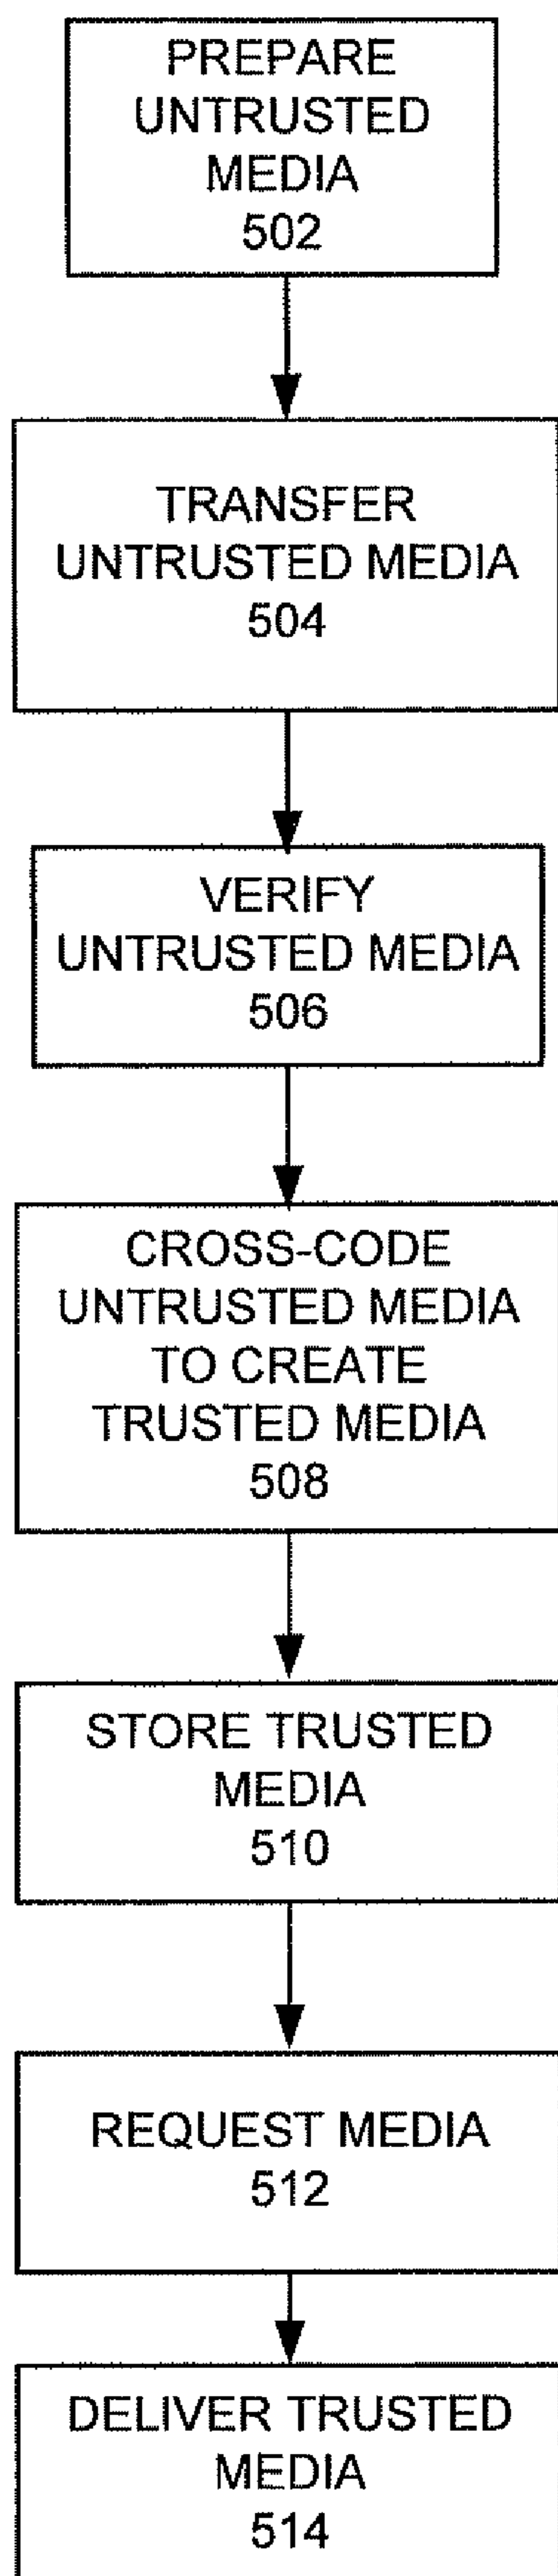 PREPARE
UNTRUSTED
MEDIA
502
TRANSFER
UNTRUSTED MEDIA
504
VERIFY
UNTRUSTED MEDIA
506
CROSS-CODE
UNTRUSTED MEDIA
TO CREATE
TRUSTED MEDIA
508
STORE TRUSTED
MEDIA
510
REQUEST MEDIA
512
DELIVER TRUSTED
MEDIA
514